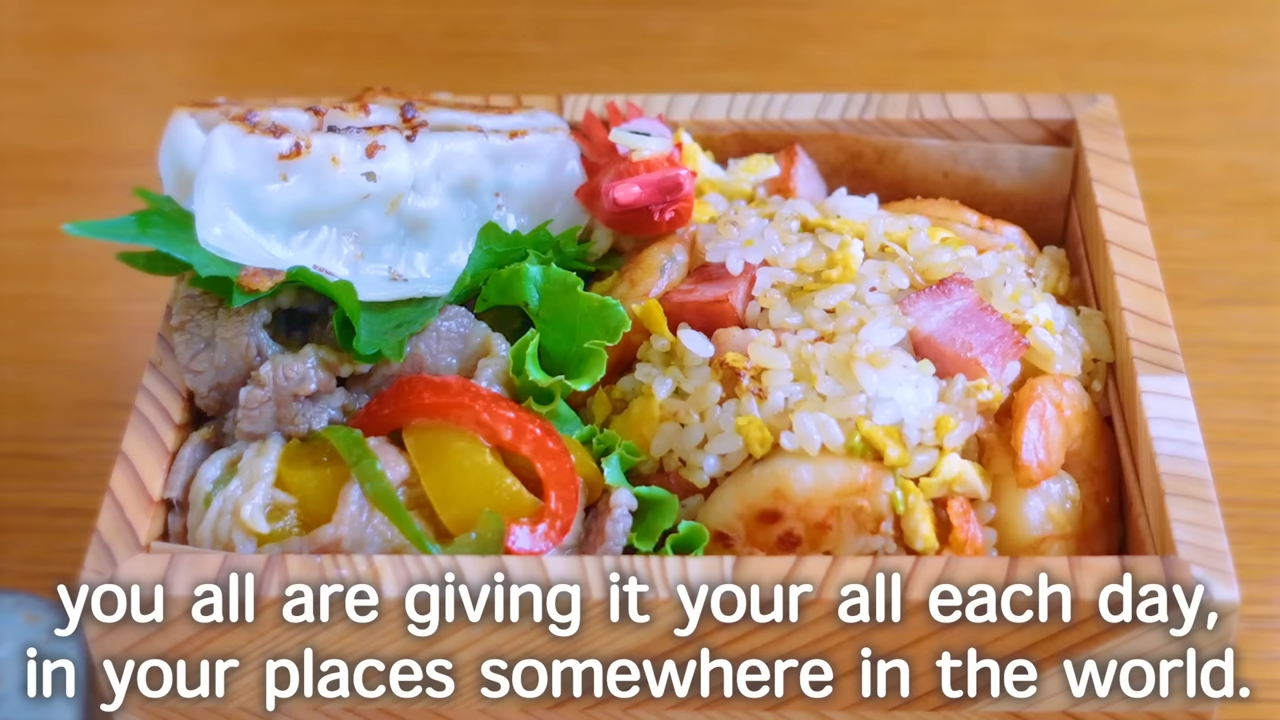 you all are giving it your all each day,
in your places somewhere in the world.